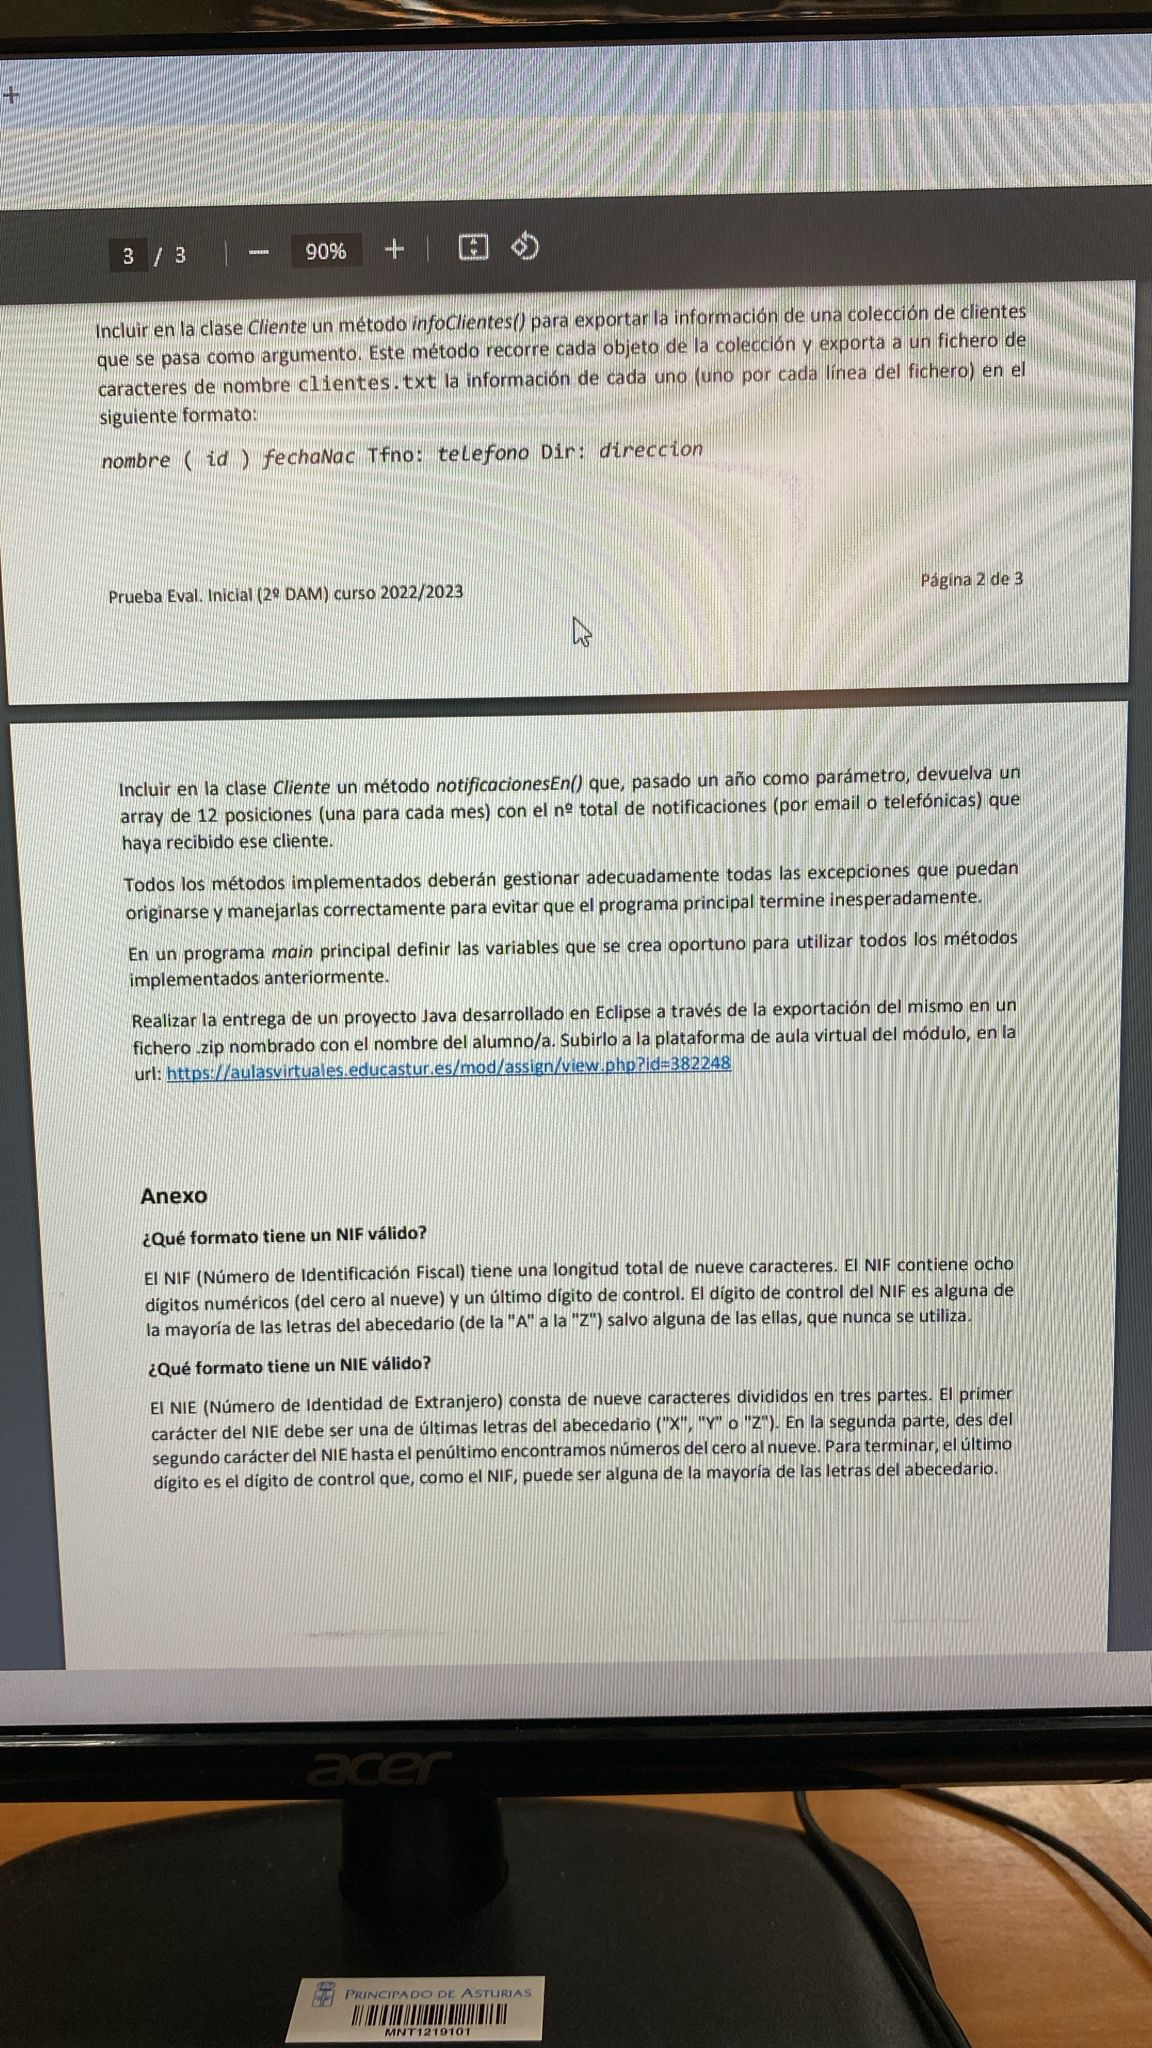 +
3 / 3 | — 90% + |
Incluir en la clase Cliente un método infoClientes() para exportar la información de una colección de clientes
que se pasa como argumento. Este método recorre cada objeto de la colección y exporta a un fichero de
caracteres de nombre clientes.txt la información de cada uno (uno por cada línea del fichero) en el
siguiente formato:
nombre ( id ) fechaNac Tfno: telefono Dir: direccion
Prueba Eval. Inicial (2º DAM) curso 2022/2023
Página 2 de 3
Incluir en la clase Cliente un método notificacionesEn() que, pasado un año como parámetro, devuelva un
array de 12 posiciones (una para cada mes) con el nº total de notificaciones (por email o telefónicas) que
haya recibido ese cliente.
Todos los métodos implementados deberán gestionar adecuadamente todas las excepciones que puedan
originarse y manejarlas correctamente para evitar que el programa principal termine inesperadamente.
En un programa main principal definir las variables que se crea oportuno para utilizar todos los métodos
implementados anteriormente.
Realizar la entrega de un proyecto Java desarrollado en Eclipse a través de la exportación del mismo en un
fichero .zip nombrado con el nombre del alumno/a. Subirlo a la plataforma de aula virtual del módulo, en la
url: https://aulasvirtuales.educastur.es/mod/assign/view.php?id=382248
Anexo
¿Qué formato tiene un NIF válido?
El NIF (Número de Identificación Fiscal) tiene una longitud total de nueve caracteres. El NIF contiene ocho
dígitos numéricos (del cero al nueve) y un último dígito de control. El dígito de control del NIF es alguna de
la mayoría de las letras del abecedario (de la "A" a la "Z") salvo alguna de las ellas, que nunca se utiliza.
¿Qué formato tiene un NIE válido?
El NIE (Número de Identidad de Extranjero) consta de nueve caracteres divididos en tres partes. El primer
carácter del NIE debe ser una de últimas letras del abecedario ("X", "Y" o "Z"). En la segunda parte, des del
segundo carácter del NIE hasta el penúltimo encontramos números del cero al nueve. Para terminar, el último
dígito es el dígito de control que, como el NIF, puede ser alguna de la mayoría de las letras del abecedario.
acer
PRINCIPADO DE ASTURIAS
MNT1219101